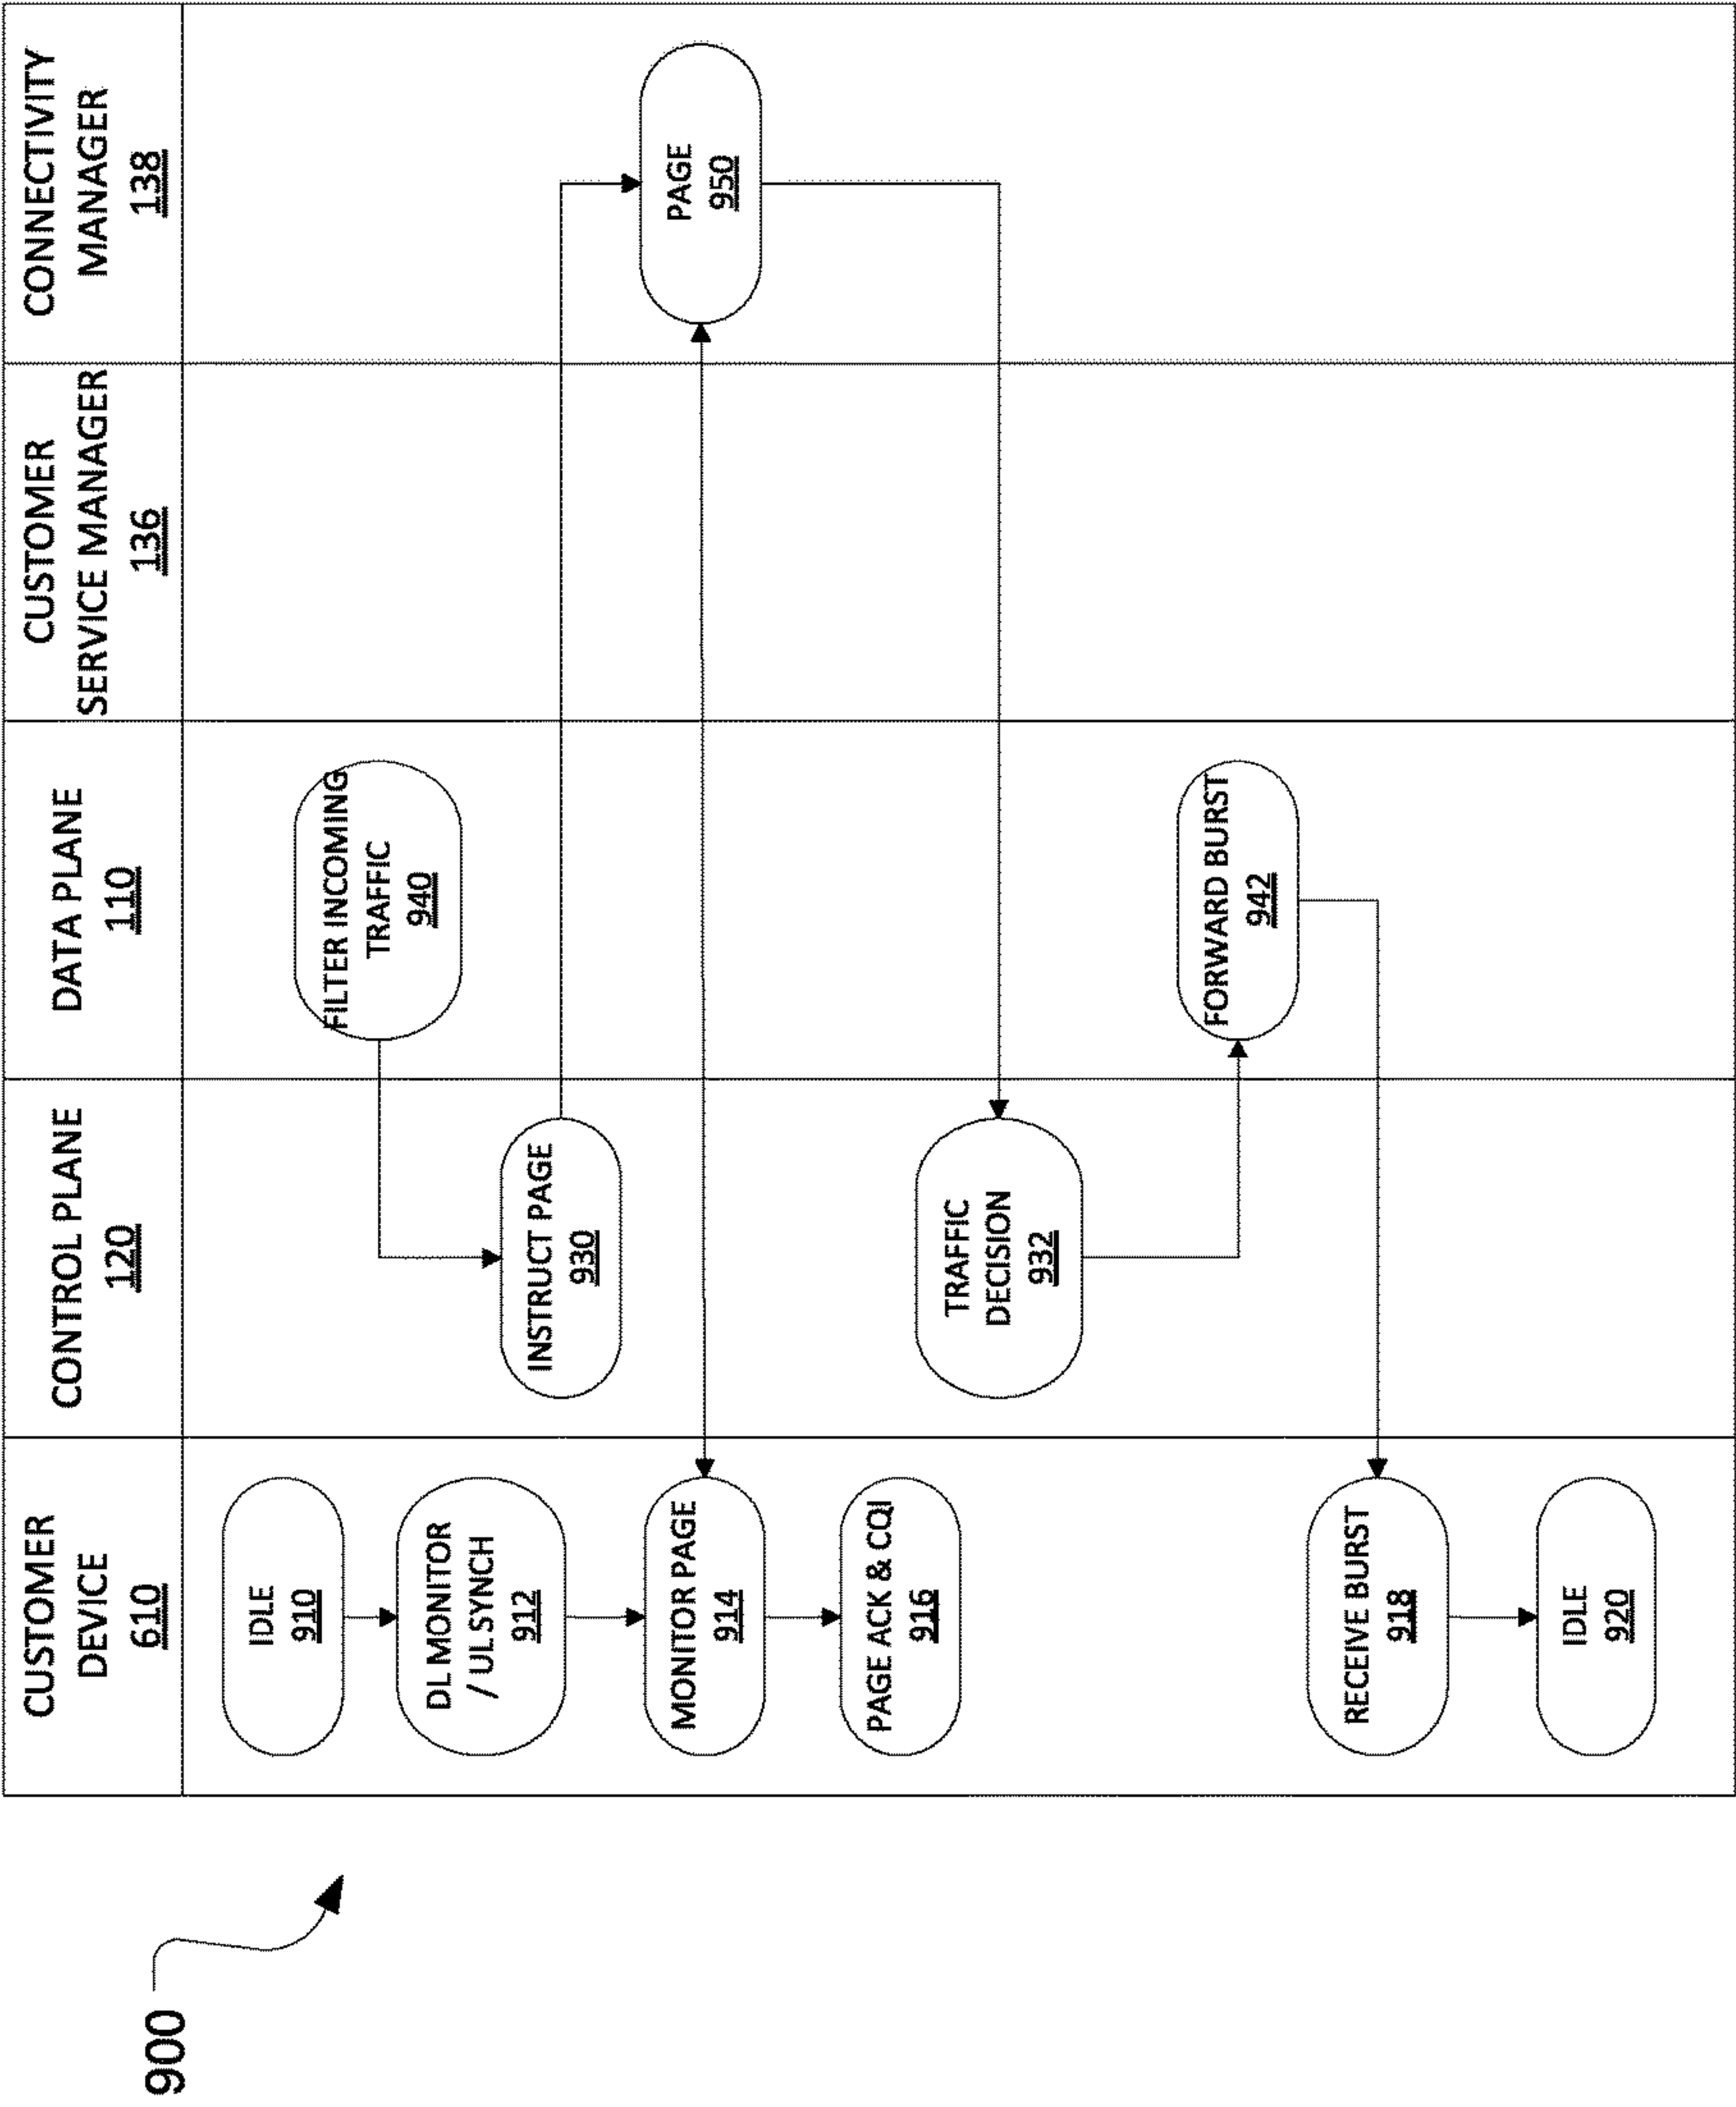 900
CUSTOMER
DEVICE
610
CONTROL PLANE
120
DATA PLANE
110
CUSTOMER
SERVICE MANAGER
136
CONNECTIVITY
MANAGER
138
IDLE
910
DL MONITOR
/ UL SYNCH
912
MONITOR PAGE
914
PAGE ACK & CQI
916
RECEIVE BURST
918
IDLE
920
INSTRUCT PAGE
930
TRAFFIC
DECISION
932
FILTER INCOMING
TRAFFIC
940
FORWARD BURST
942
PAGE
950